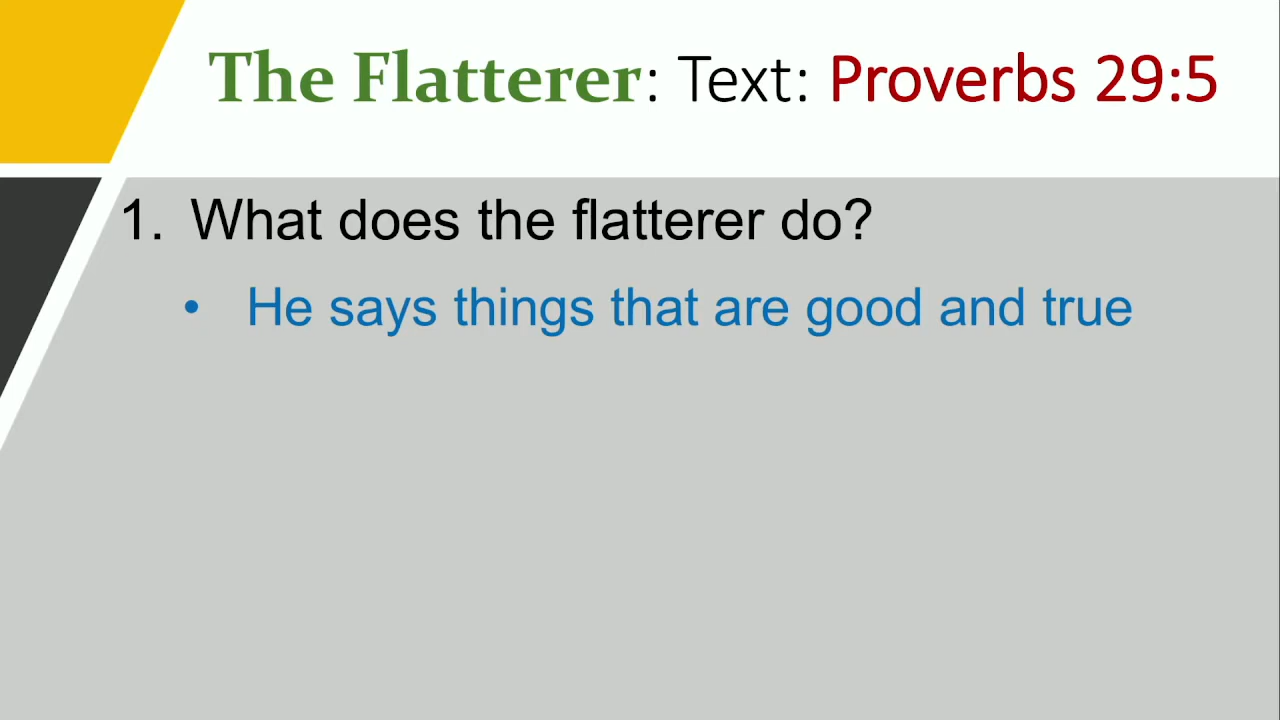 The Flatterer: Text: Proverbs 29:5
1. What does the flatterer do?
• He says things that are good and true